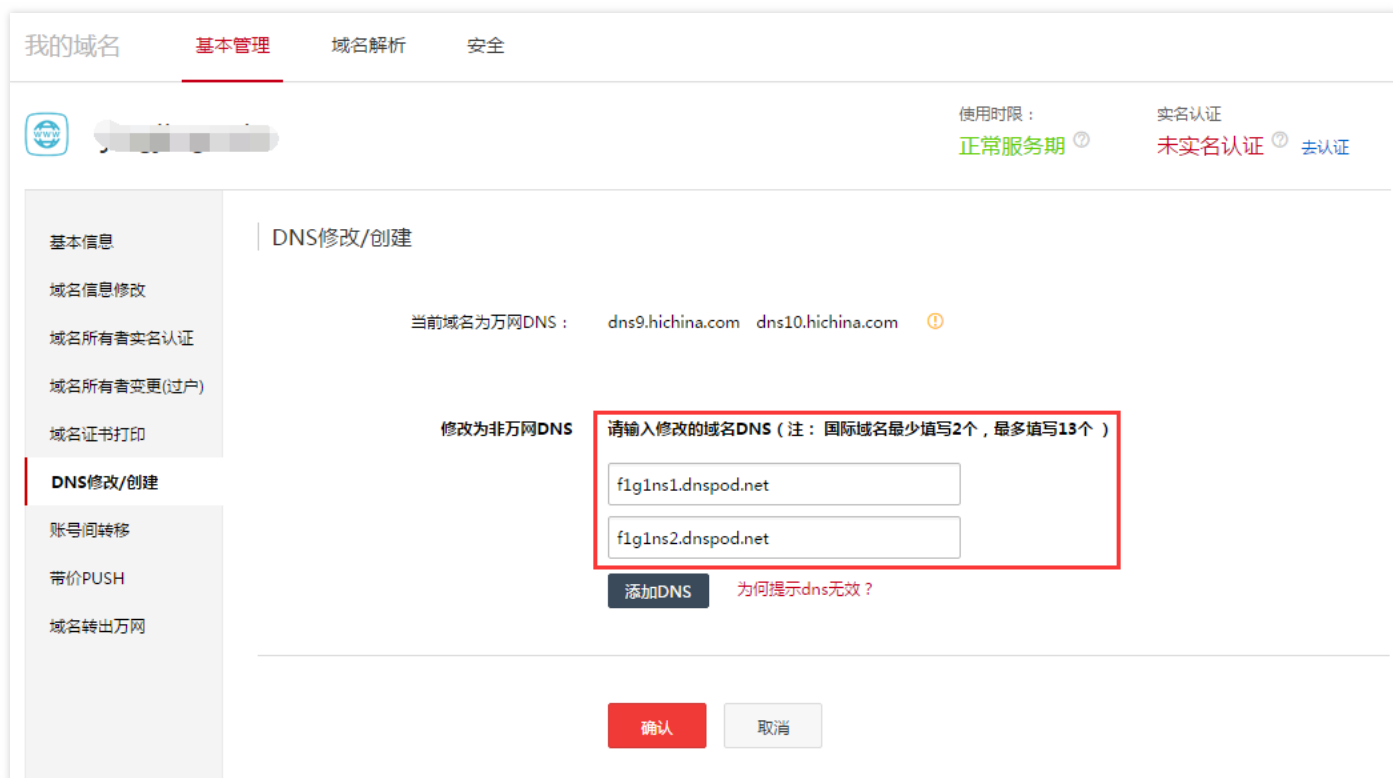 我的域名 基本管理 域名解析 安全
使用时限： 实名认证
www 正常服务期 ? 未实名认证 ? 去认证
DNS修改/创建
基本信息
域名信息修改
域名所有者实名认证
域名所有者变更(过户)
域名证书打印
DNS修改/创建
账号间转移
带价PUSH
域名转出万网
当前域名为万网DNS： dns9.hichina.com dns10.hichina.com
修改为非万网DNS 请输入修改的域名DNS（注： 国际域名最少填写2个，最多填写13个 ）
f1g1ns1.dnspod.net
f1g1ns2.dnspod.net
添加DNS 为何提示dns无效？
确认 取消